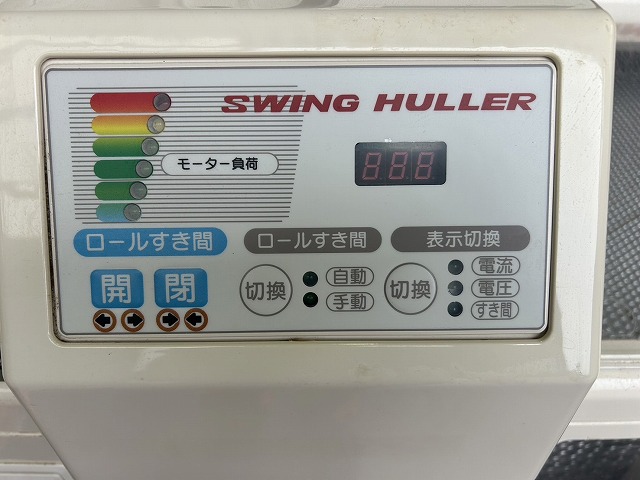 SWING HULLER
モーター負荷
ロールすき間
開 閉
ロールすき間
切換
自動
手動
表示切換
切換
電流
電圧
すき間